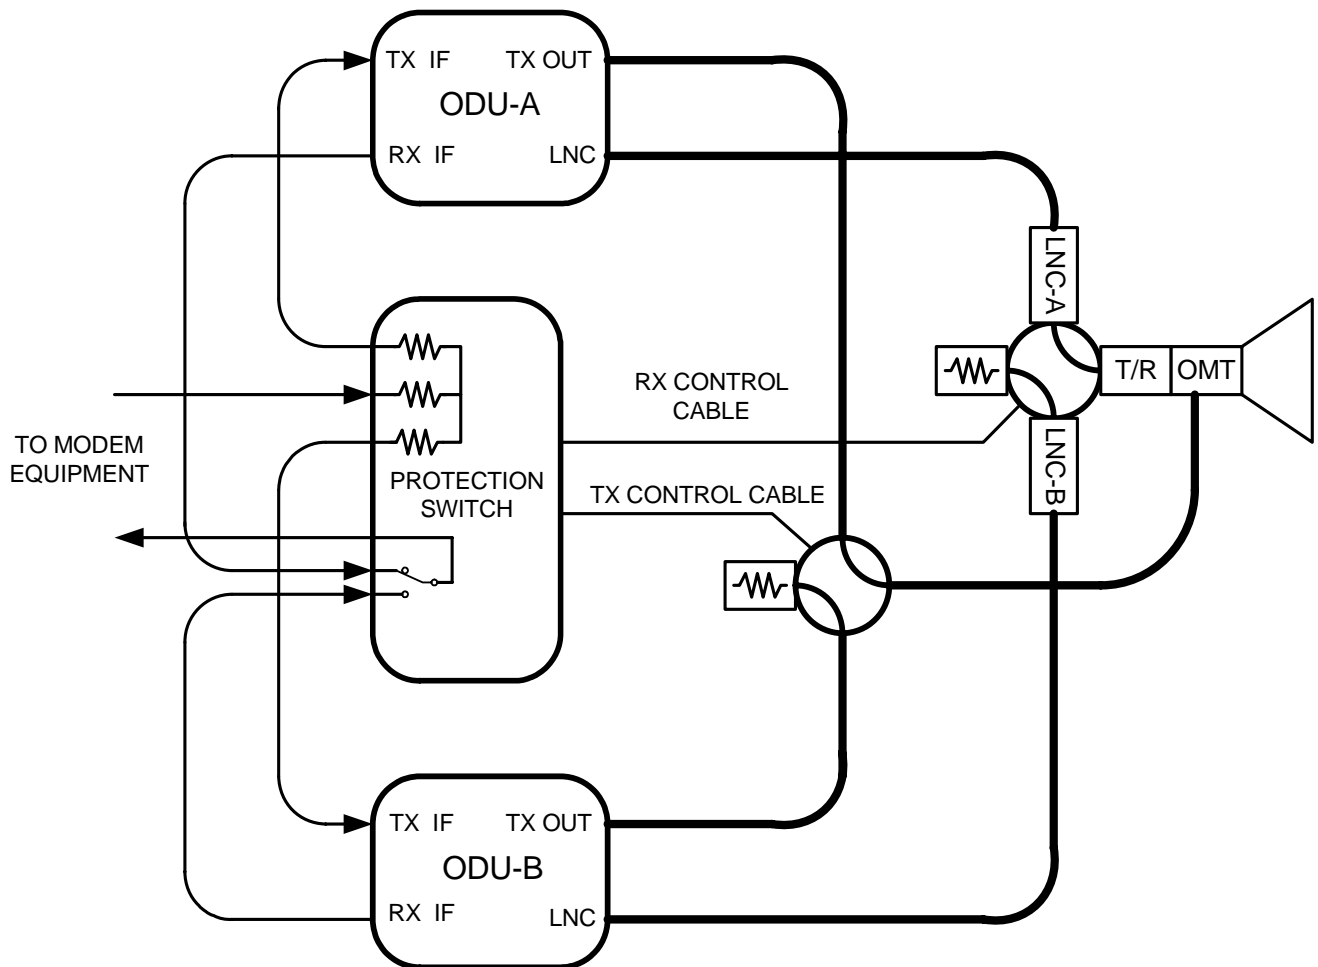 TX IF TX OUT
ODU-A
RX IF LNC
LNC-A
T/R OMT
RX CONTROL
CABLE
TO MODEM
EQUIPMENT
LNC-B
PROTECTION
SWITCH
TX CONTROL CABLE
TX IF TX OUT
ODU-B
RX IF LNC